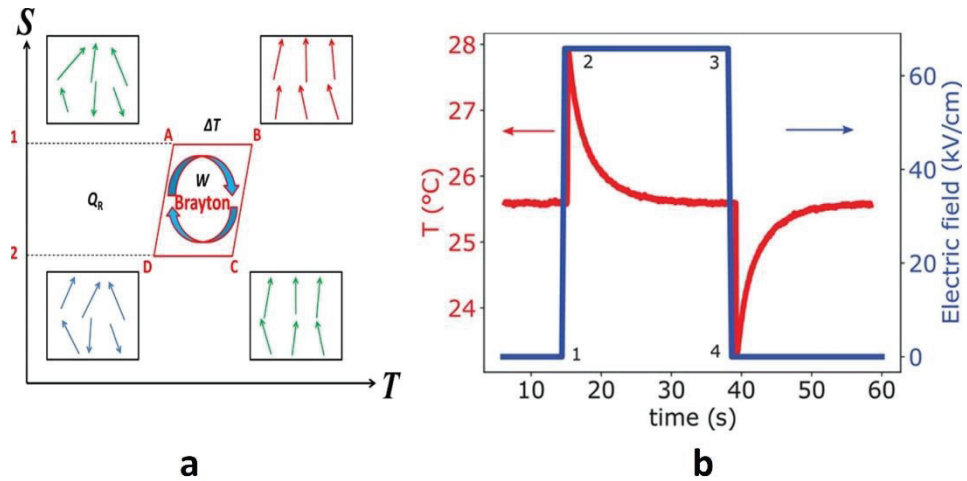 S
1
2
Q_R
A
ΔT
B
W
Brayton
D
C
T
a
28
27
26
25
24
T (°C)
2
3
1
4
60
40
20
0
Electric field (kV/cm)
10
20
30
40
50
60
time (s)
b